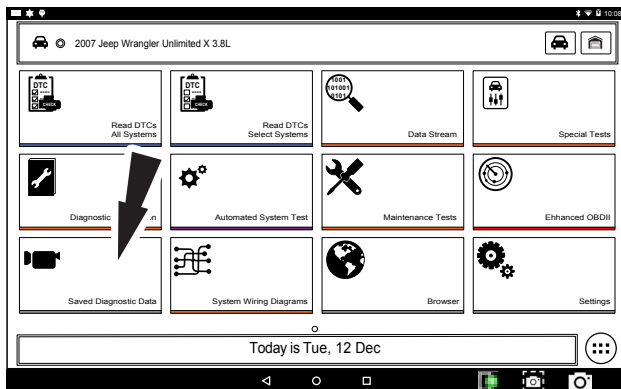 10:08
2007 Jeep Wrangler Unlimited X 3.8L
DTC
CHECK
Read DTCs
All Systems
DTC
CHECK
Read DTCs
Select Systems
1001
101001
0101
Data Stream
Special Tests
Diagnostic
n
Automated System Test
Maintenance Tests
Ehhanced OBDII
Saved Diagnostic Data
System Wiring Diagrams
Browser
Settings
Today is Tue, 12 Dec